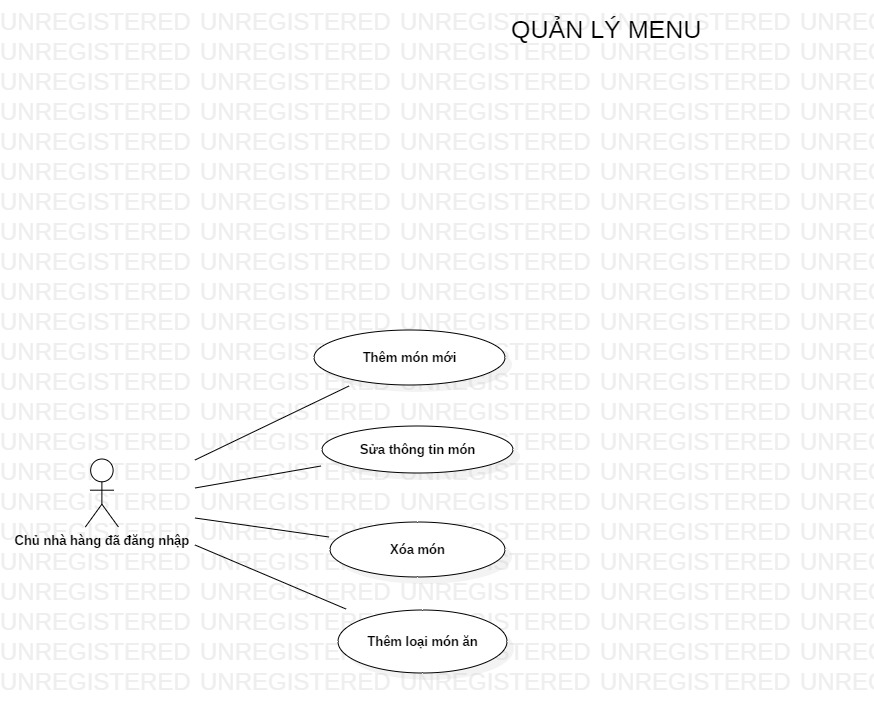 QUẢN LÝ MENU
Thêm món mới
Sửa thông tin món
Chủ nhà hàng đã đăng nhập
Xóa món
Thêm loại món ăn
UNREGISTERED UNREGISTERED UNREGISTERED UNREGISTERED